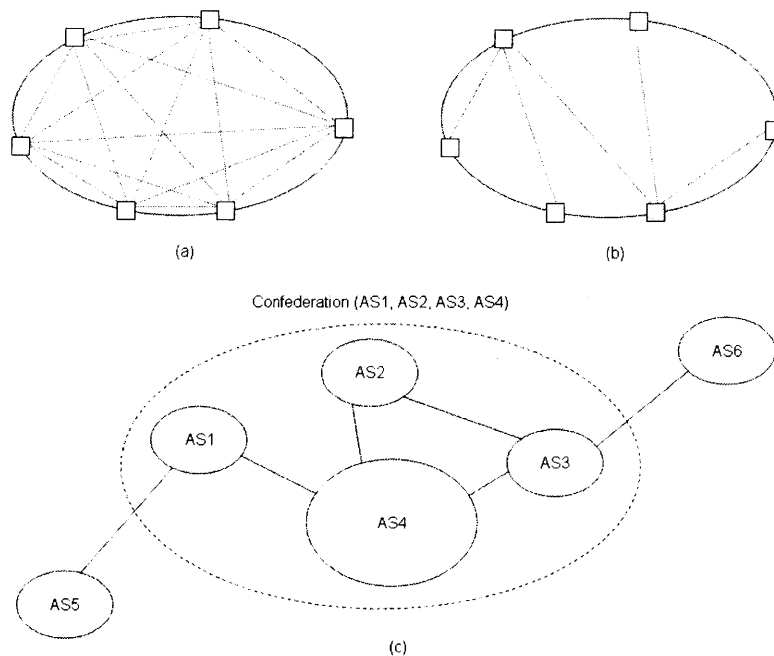 (a)
(b)
Confederation (AS1, AS2, AS3, AS4)
AS6
AS2
AS1
AS3
AS4
AS5
(c)